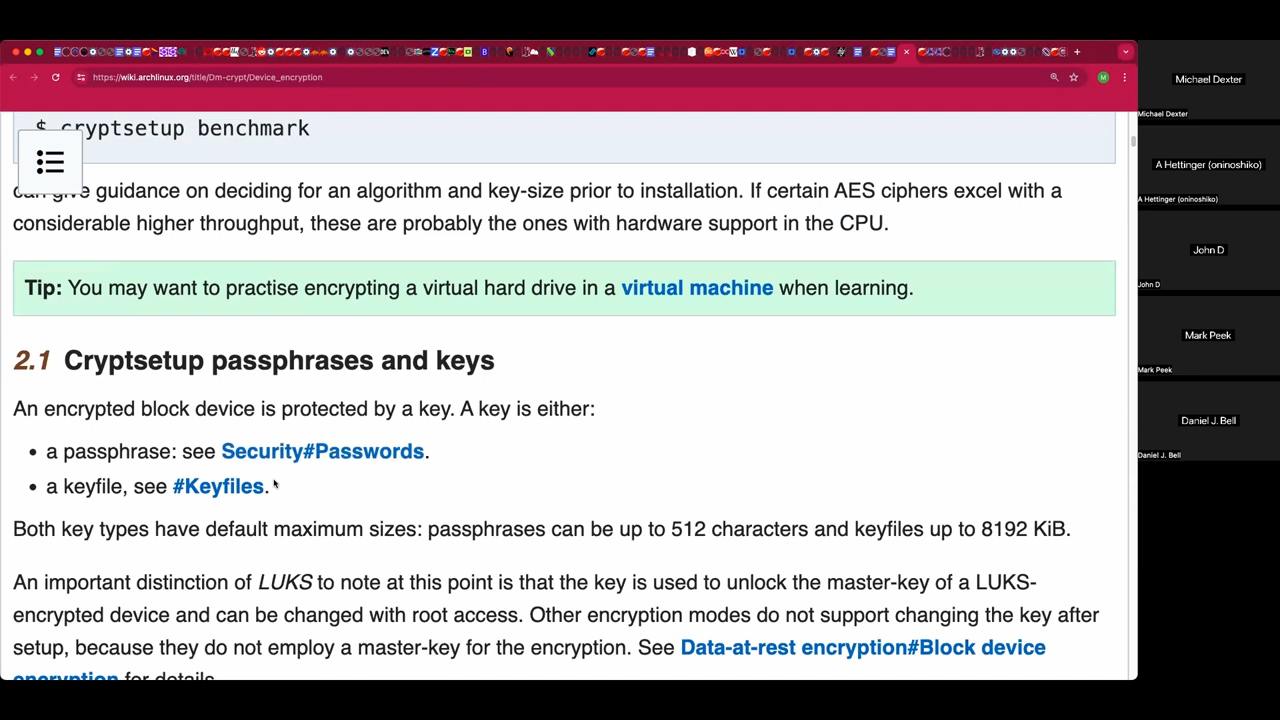 https://wiki.archlinux.org/title/Dm-crypt/Device_encryption
M
$ cryptsetup benchmark
can give guidance on deciding for an algorithm and key-size prior to installation. If certain AES ciphers excel with a
considerable higher throughput, these are probably the ones with hardware support in the CPU.
Tip: You may want to practise encrypting a virtual hard drive in a virtual machine when learning.
2.1 Cryptsetup passphrases and keys
An encrypted block device is protected by a key. A key is either:
• a passphrase: see Security#Passwords.
• a keyfile, see #Keyfiles.
Both key types have default maximum sizes: passphrases can be up to 512 characters and keyfiles up to 8192 KiB.
An important distinction of LUKS to note at this point is that the key is used to unlock the master-key of a LUKS-
encrypted device and can be changed with root access. Other encryption modes do not support changing the key after
setup, because they do not employ a master-key for the encryption. See Data-at-rest encryption#Block device
encryption for details.
Michael Dexter
Michael Dexter
A Hettinger (oninoshiko)
A Hettinger (oninoshiko)
John D
John D
Mark Peek
Mark Peek
Daniel J. Bell
Daniel J. Bell